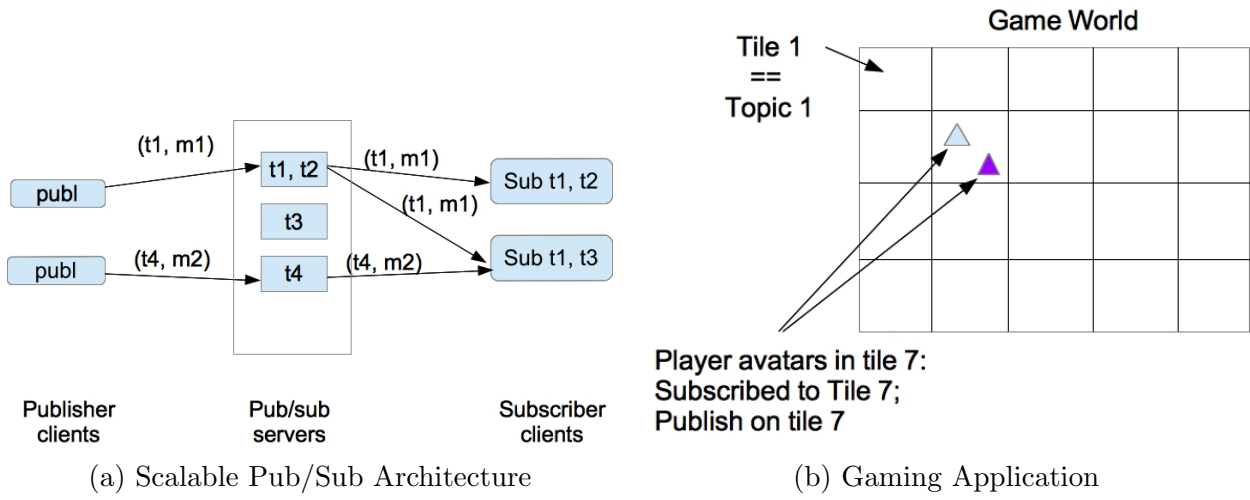 (t1, m1)
publ
t1, t2
(t1, m1)
Sub t1, t2
(t1, m1)
t3
publ
(t4, m2)
t4
(t4, m2)
Sub t1, t3
Publisher
clients
Pub/sub
servers
Subscriber
clients
(a) Scalable Pub/Sub Architecture
Game World
Tile 1
==
Topic 1
Player avatars in tile 7:
Subscribed to Tile 7;
Publish on tile 7
(b) Gaming Application